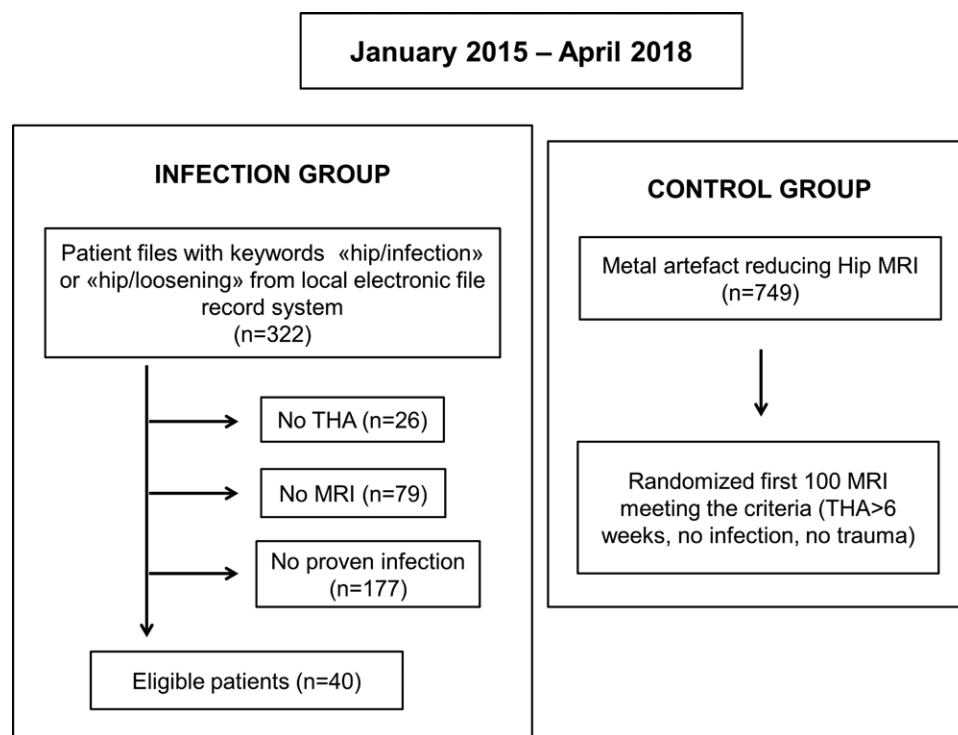 January 2015 – April 2018
INFECTION GROUP
Patient files with keywords «hip/infection»
or «hip/loosening» from local electronic file
record system
(n=322)
No THA (n=26)
No MRI (n=79)
No proven infection
(n=177)
Eligible patients (n=40)
CONTROL GROUP
Metal artefact reducing Hip MRI
(n=749)
Randomized first 100 MRI
meeting the criteria (THA>6
weeks, no infection, no trauma)